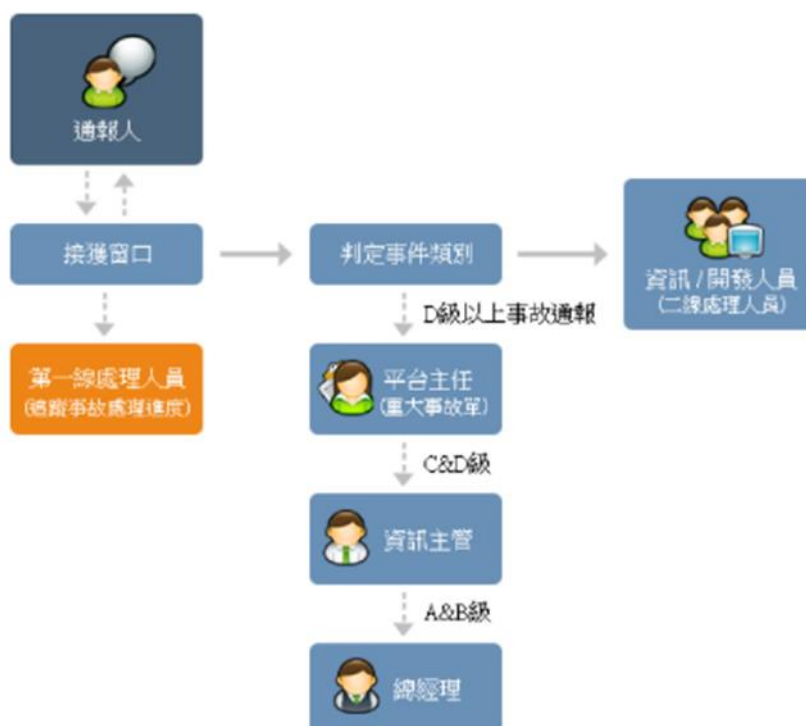 通報人
接獲窗口
判定事件類別
資訊/開發人員
(二線處理人員)
D級以上事故通報
第一線處理人員
(追蹤事故處理進度)
平台主任
(重大事故單)
C&D級
資訊主管
A&B級
總經理